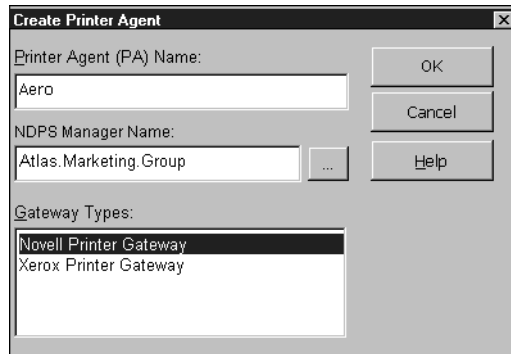 Create Printer Agent
Printer Agent (PA) Name:
Aero
NDPS Manager Name:
Atlas.Marketing.Group
...
Gateway Types:
Novell Printer Gateway
Xerox Printer Gateway
OK
Cancel
Help